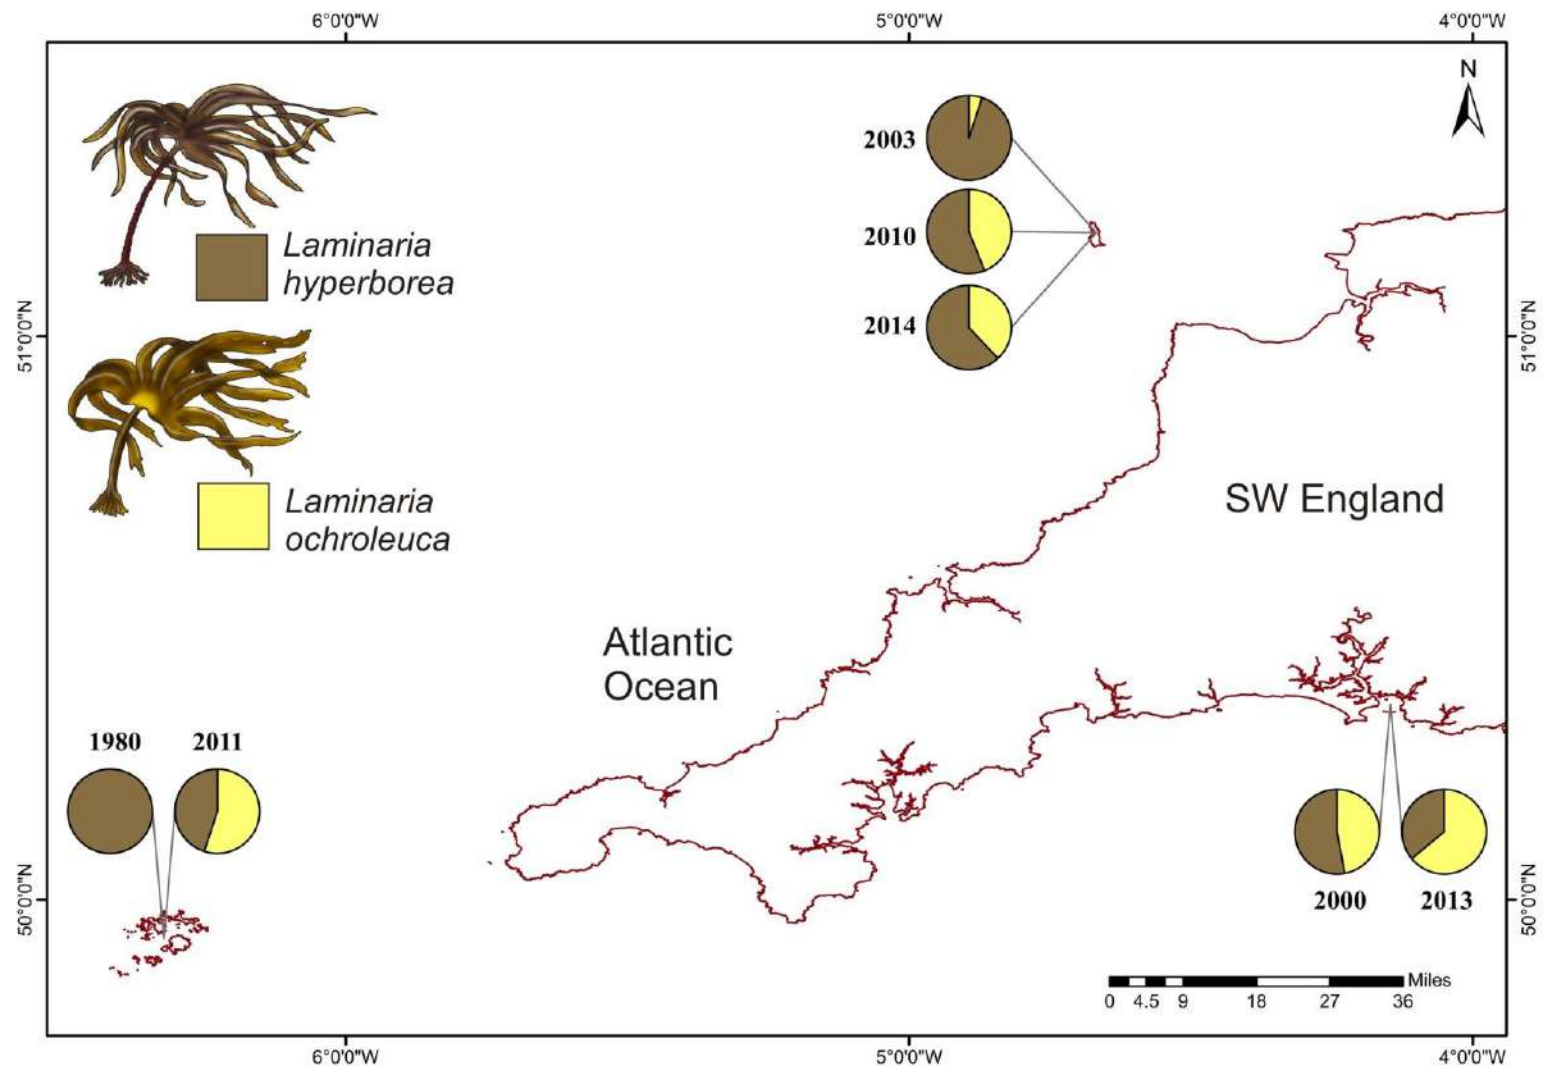 6°0'0"W
5°0'0"W
4°0'0"W
N
2003
2010
2014
Laminaria
hyperborea
51°0'0"N
51°0'0"N
Laminaria
ochroleuca
SW England
Atlantic
Ocean
1980
2011
50°0'0"N
50°0'0"N
2000
2013
Miles
0 4.5 9 18 27 36
6°0'0"W
5°0'0"W
4°0'0"W